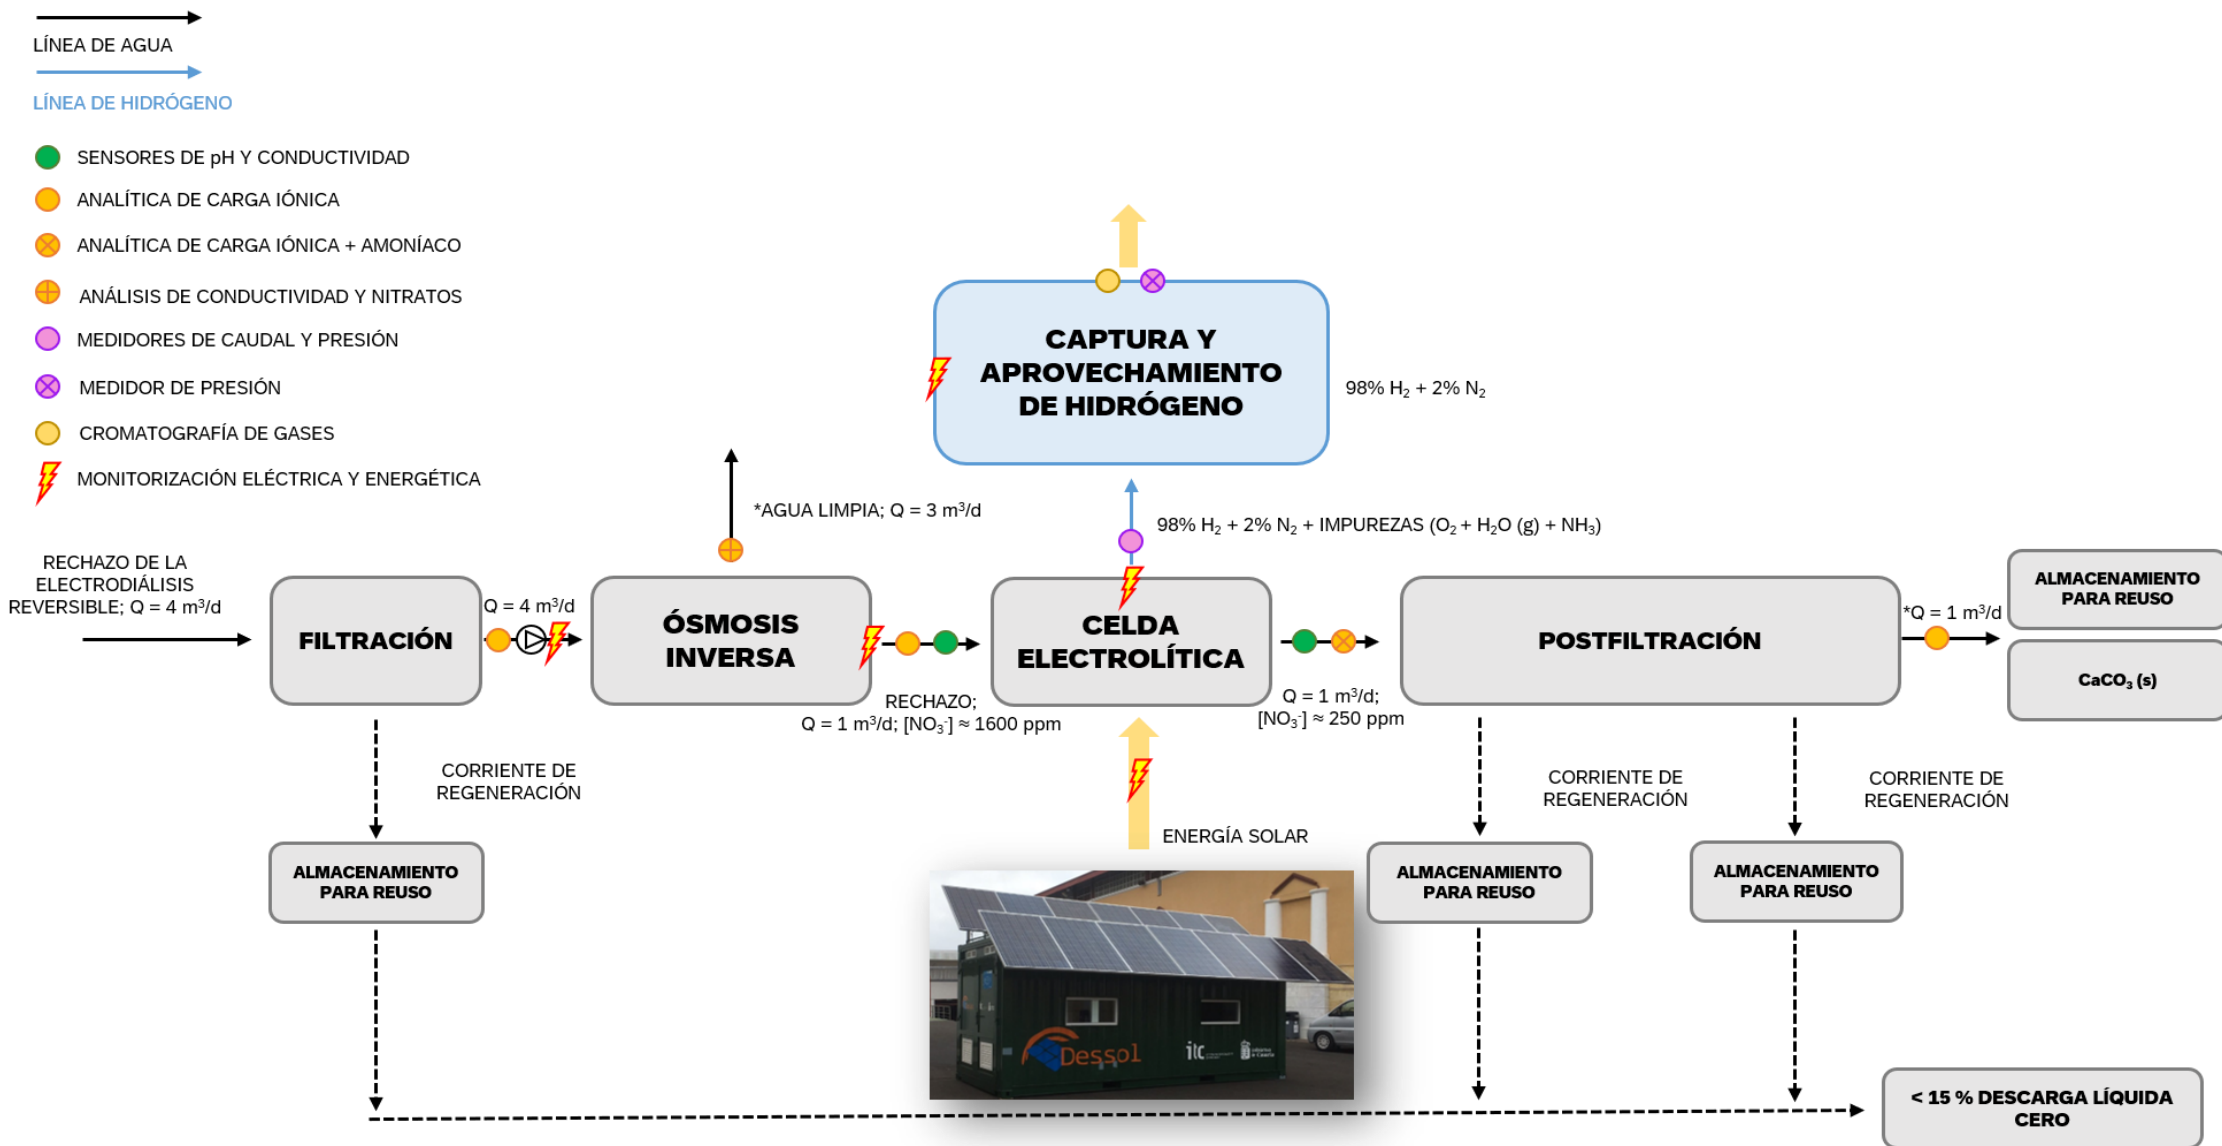 LÍNEA DE AGUA
LÍNEA DE HIDRÓGENO
SENSORES DE pH Y CONDUCTIVIDAD
ANALÍTICA DE CARGA IÓNICA
ANALÍTICA DE CARGA IÓNICA + AMONÍACO
ANÁLISIS DE CONDUCTIVIDAD Y NITRATOS
MEDIDORES DE CAUDAL Y PRESIÓN
MEDIDOR DE PRESIÓN
CROMATOGRAFÍA DE GASES
MONITORIZACIÓN ELÉCTRICA Y ENERGÉTICA
CAPTURA Y
APROVECHAMIENTO
DE HIDRÓGENO
98% H₂ + 2% N₂
*AGUA LIMPIA; Q = 3 m³/d
98% H₂ + 2% N₂ + IMPUREZAS (O₂ + H₂O (g) + NH₃)
RECHAZO DE LA
ELECTRODIÁLISIS
REVERSIBLE; Q = 4 m³/d
FILTRACIÓN
Q = 4 m³/d
ÓSMOSIS
INVERSA
RECHAZO;
Q = 1 m³/d; [NO₃⁻] ≈ 1600 ppm
CELDA
ELECTROLÍTICA
Q = 1 m³/d;
[NO₃⁻] ≈ 250 ppm
POSTFILTRACIÓN
*Q = 1 m³/d
ALMACENAMIENTO
PARA REUSO
CaCO₃ (s)
CORRIENTE DE
REGENERACIÓN
ALMACENAMIENTO
PARA REUSO
ENERGÍA SOLAR
Dessol
itc
CORRIENTE DE
REGENERACIÓN
ALMACENAMIENTO
PARA REUSO
CORRIENTE DE
REGENERACIÓN
ALMACENAMIENTO
PARA REUSO
< 15 % DESCARGA LÍQUIDA
CERO